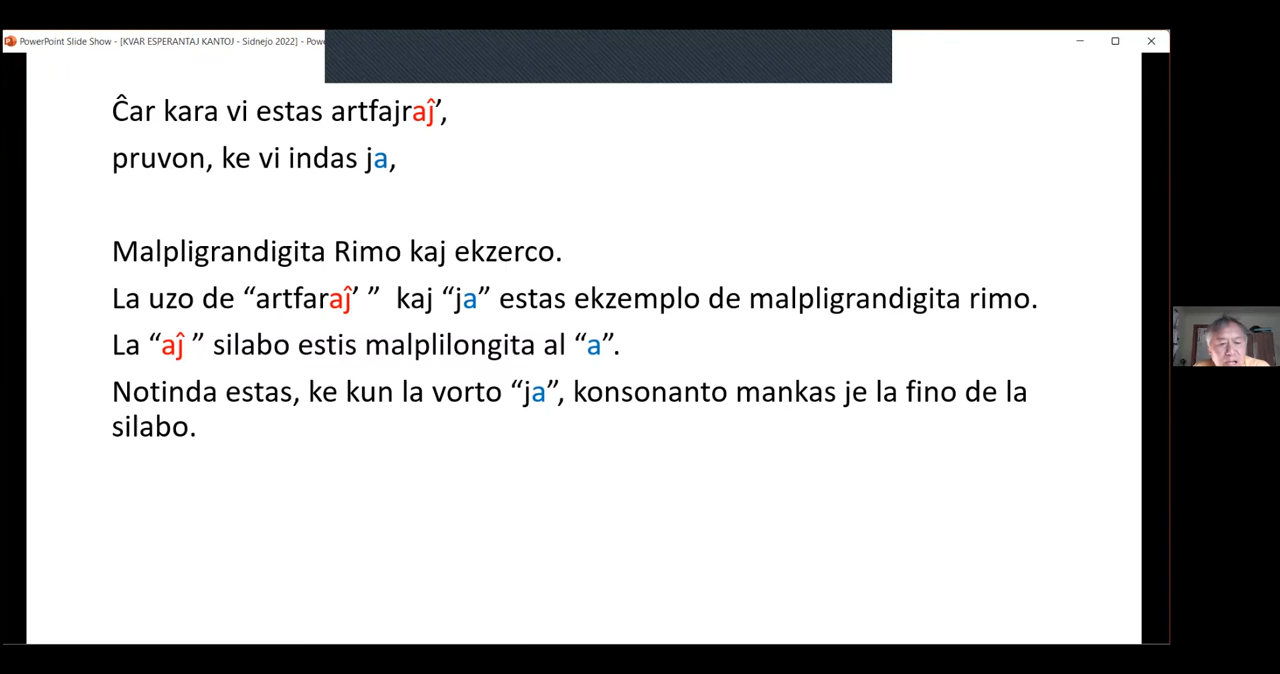 PowerPoint Slide Show - [KVAR ESPERANTAJ KANTOJ - Sidnejo 2022] - Powe
Ĉar kara vi estas artfajraĵ’,
pruvon, ke vi indas ja,
Malpligrandigita Rimo kaj ekzerco.
La uzo de “artfaraĵ’ ” kaj “ja” estas ekzemplo de malpligrandigita rimo.
La “aĵ ” silabo estis malplilongita al “a”.
Notinda estas, ke kun la vorto “ja”, konsonanto mankas je la fino de la
silabo.